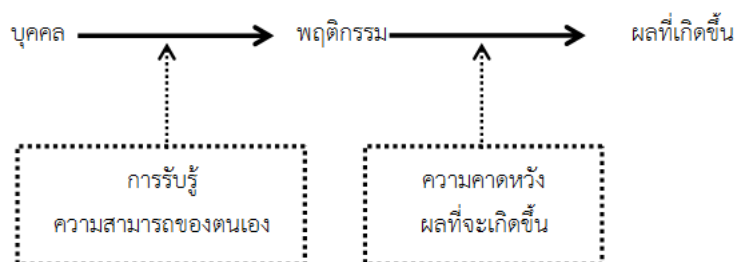 บุคคล พฤติกรรม ผลที่เกิดขึ้น
การรับรู้
ความสามารถของตนเอง
ความคาดหวัง
ผลที่จะเกิดขึ้น